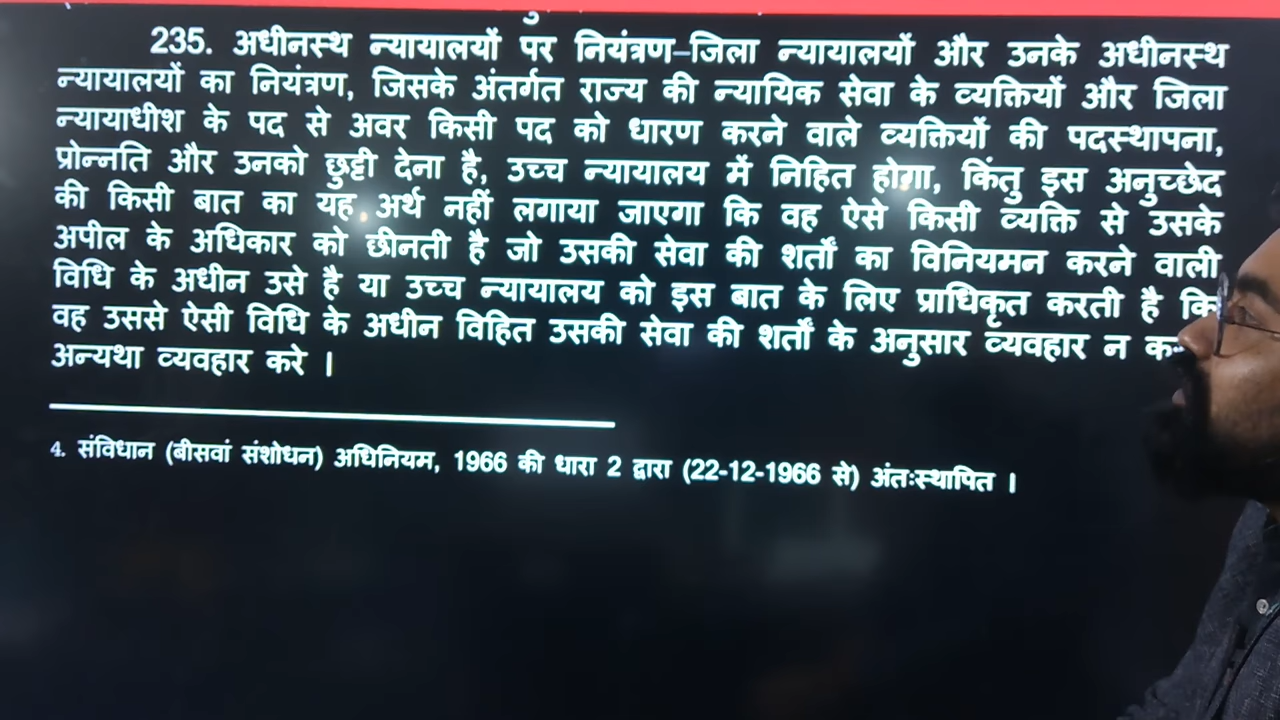 235. अधीनस्थ न्यायालयों पर नियंत्रण–जिला न्यायालयों और उनके अधीनस्थ
न्यायालयों का नियंत्रण, जिसके अंतर्गत राज्य की न्यायिक सेवा के व्यक्तियों और जिला
न्यायाधीश के पद से अवर किसी पद को धारण करने वाले व्यक्तियों की पदस्थापना,
प्रोन्नति और उनको छुट्टी देना है, उच्च न्यायालय में निहित होगा, किंतु इस अनुच्छेद
की किसी बात का यह अर्थ नहीं लगाया जाएगा कि वह ऐसे किसी व्यक्ति से उसके
अपील के अधिकार को छीनती है जो उसकी सेवा की शर्तों का विनियमन करने वाली
विधि के अधीन उसे है या उच्च न्यायालय को इस बात के लिए प्राधिकृत करती है कि
वह उससे ऐसी विधि के अधीन विहित उसकी सेवा की शर्तों के अनुसार व्यवहार न
अन्यथा व्यवहार करे ।
4. संविधान (बीसवां संशोधन) अधिनियम, 1966 की धारा 2 द्वारा (22-12-1966 से) अंतःस्थापित ।